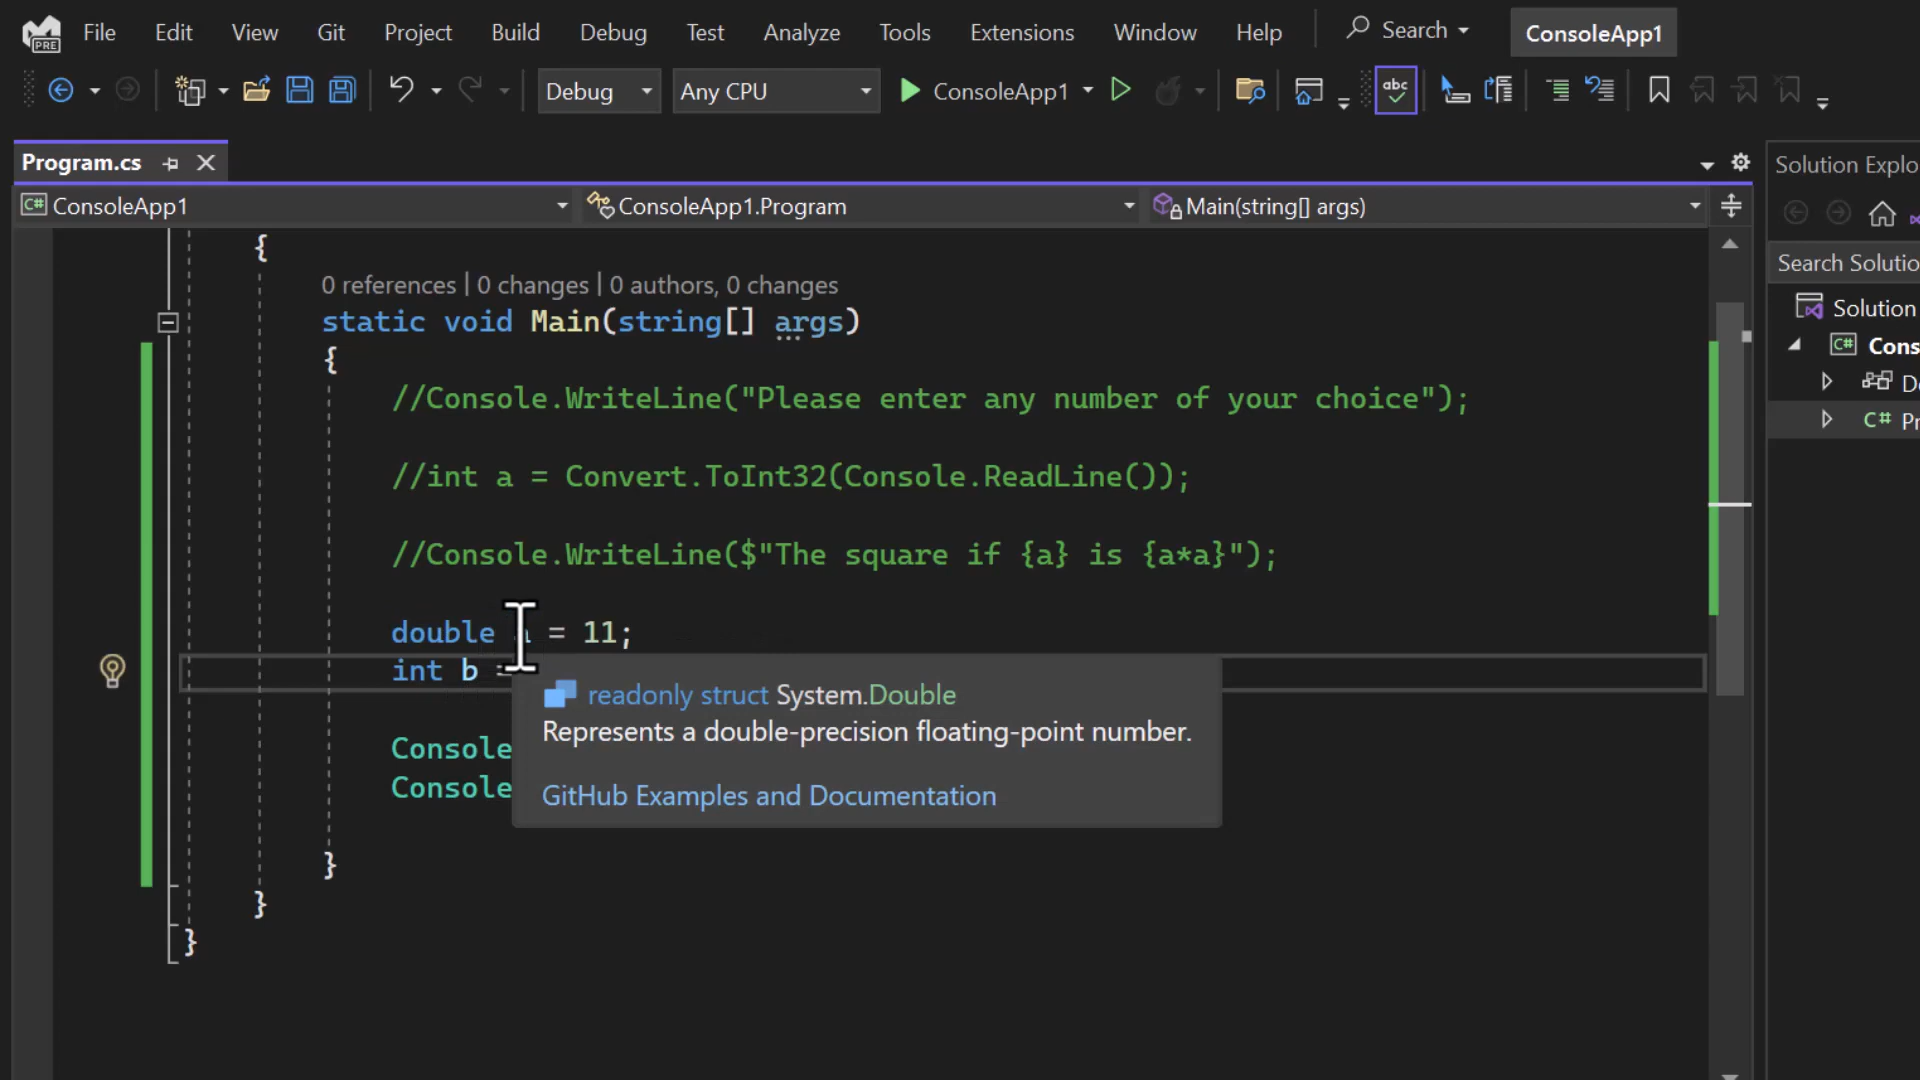 PRE File Edit View Git Project Build Debug Test Analyze Tools Extensions Window Help Search ConsoleApp1
Debug Any CPU ConsoleApp1 abc
Program.cs
Solution Explo
C# ConsoleApp1 ConsoleApp1.Program Main(string[] args)
{
0 references | 0 changes | 0 authors, 0 changes
static void Main(string[] args)
{
//Console.WriteLine("Please enter any number of your choice");
//int a = Convert.ToInt32(Console.ReadLine());
//Console.WriteLine($"The square if {a} is {a*a}");
double a = 11;
int b =
readonly struct System.Double
Represents a double-precision floating-point number.
GitHub Examples and Documentation
Console
Console
}
}
}
Search Solutio
Solution
C# Cons
D
C# Pr